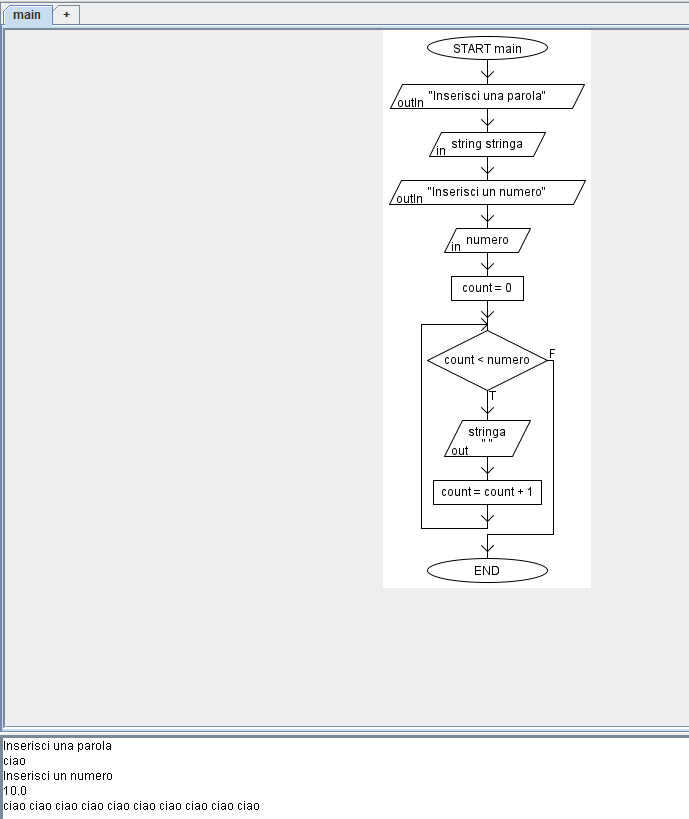 main +
START main
"Inserisci una parola"
outln
string stringa
in
"Inserisci un numero"
outln
numero
in
count = 0
count < numero
F
T
stringa
" "
out
count = count + 1
END
Inserisci una parola
ciao
Inserisci un numero
10.0
ciao ciao ciao ciao ciao ciao ciao ciao ciao ciao